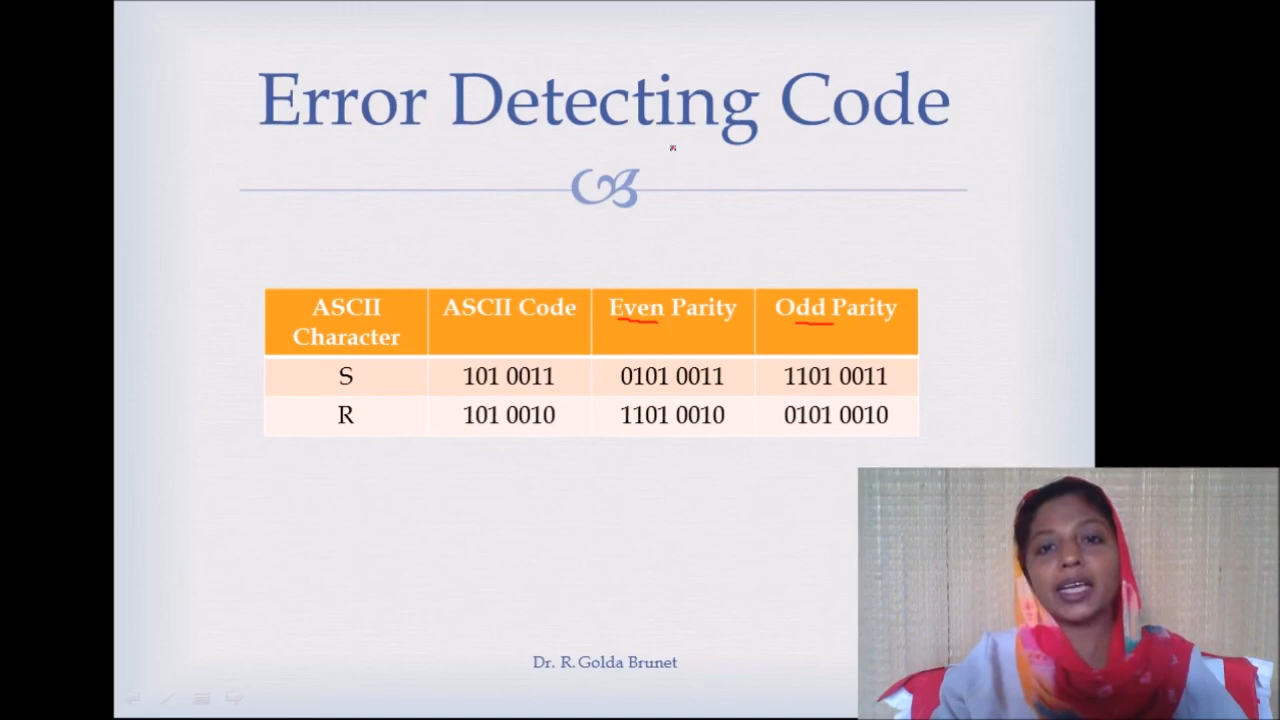 Error Detecting Code
ASCII Character ASCII Code Even Parity Odd Parity
S 101 0011 0101 0011 1101 0011
R 101 0010 1101 0010 0101 0010
Dr. R. Golda Brunet